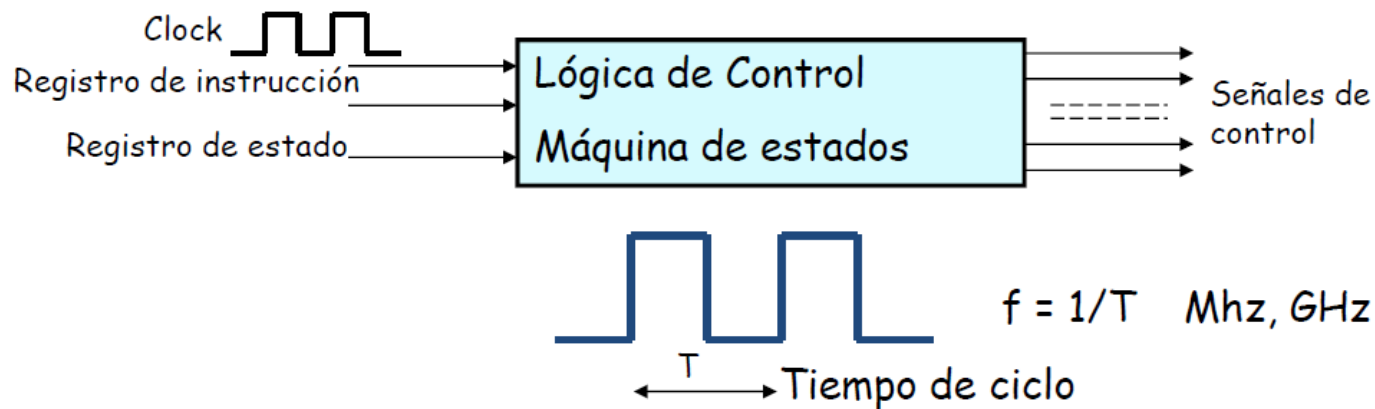 Clock
Registro de instrucción
Registro de estado
Lógica de Control
Máquina de estados
Señales de
control
f = 1/T Mhz, GHz
T
Tiempo de ciclo